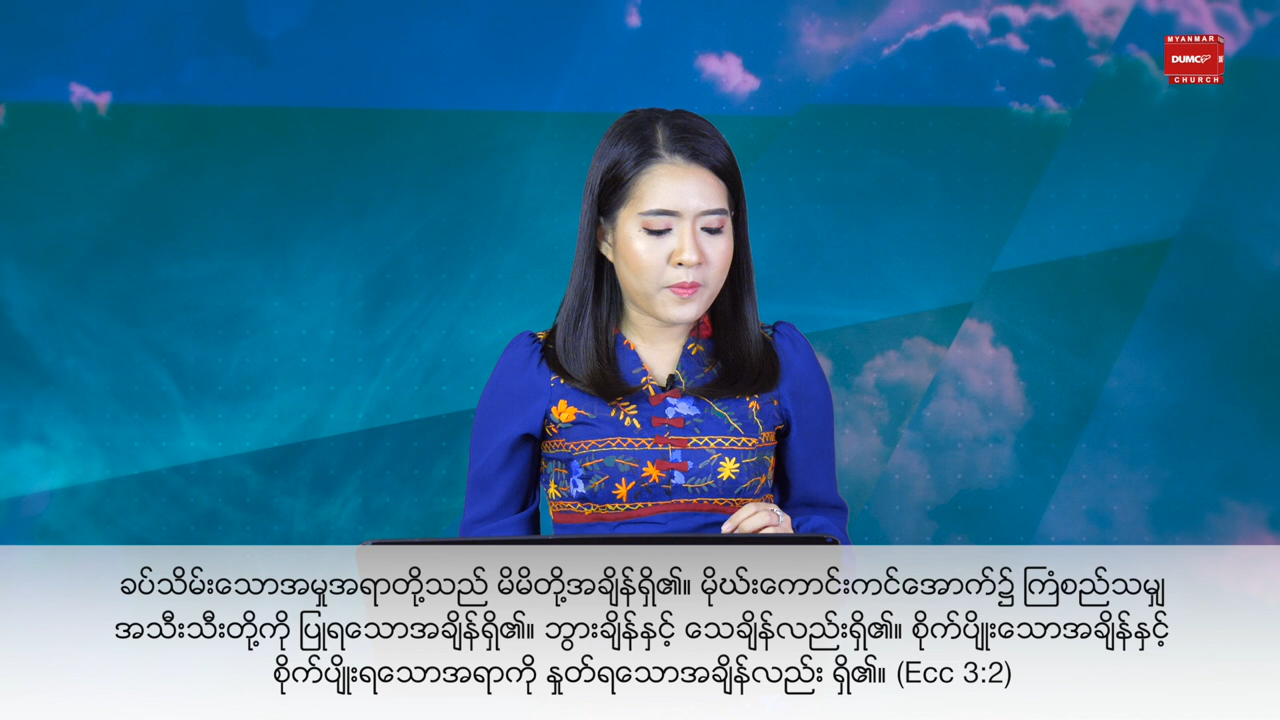 MYANMAR
DUMC
CHURCH
ခပ်သိမ်းသောအမှုအရာတို့သည် မိမိတို့အချိန်ရှိ၏။ မိုဃ်းကောင်းကင်အောက်၌ ကြံစည်သမျှ
အသီးသီးတို့ကို ပြုရသောအချိန်ရှိ၏။ ဘွားချိန်နှင့် သေချိန်လည်းရှိ၏။ စိုက်ပျိုးသောအချိန်နှင့်
စိုက်ပျိုးရသောအရာကို နှုတ်ရသောအချိန်လည်း ရှိ၏။ (Ecc 3:2)